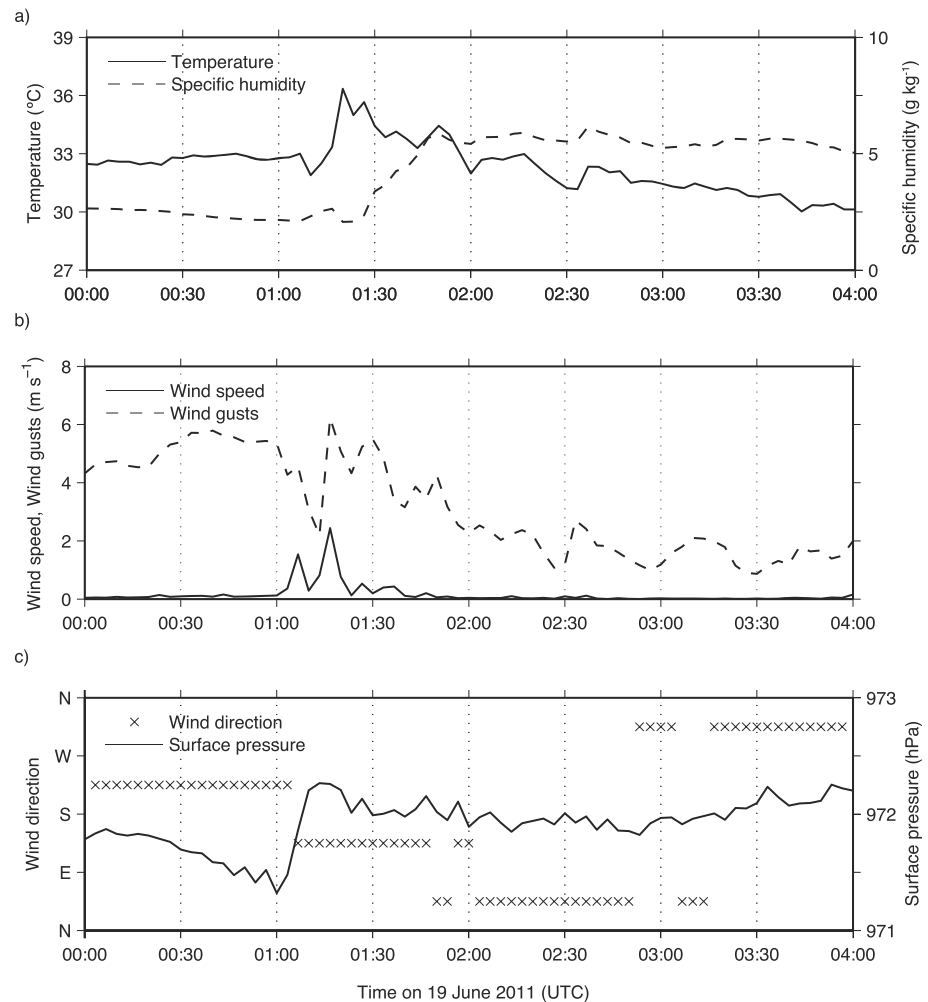 a)
39
36
33
30
27
Temperature (°C)
Temperature
Specific humidity
10
5
0
Specific humidity (g kg-1)
00:00 00:30 01:00 01:30 02:00 02:30 03:00 03:30 04:00
b)
8
6
4
2
0
Wind speed, Wind gusts (m s−1)
Wind speed
Wind gusts
00:00 00:30 01:00 01:30 02:00 02:30 03:00 03:30 04:00
c)
N
W
S
E
N
Wind direction
Wind direction
Surface pressure
973
972
971
Surface pressure (hPa)
00:00 00:30 01:00 01:30 02:00 02:30 03:00 03:30 04:00
Time on 19 June 2011 (UTC)